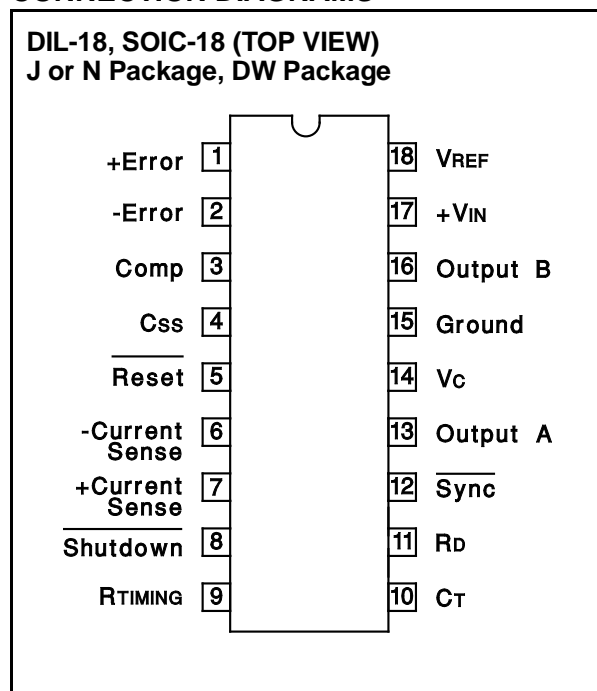 DIL-18, SOIC-18 (TOP VIEW)
J or N Package, DW Package
+Error 1
-Error 2
Comp 3
Css 4
Reset 5
-Current 6
Sense
+Current 7
Sense
Shutdown 8
RTIMING 9
18 VREF
17 +VIN
16 Output B
15 Ground
14 VC
13 Output A
12 Sync
11 RD
10 CT